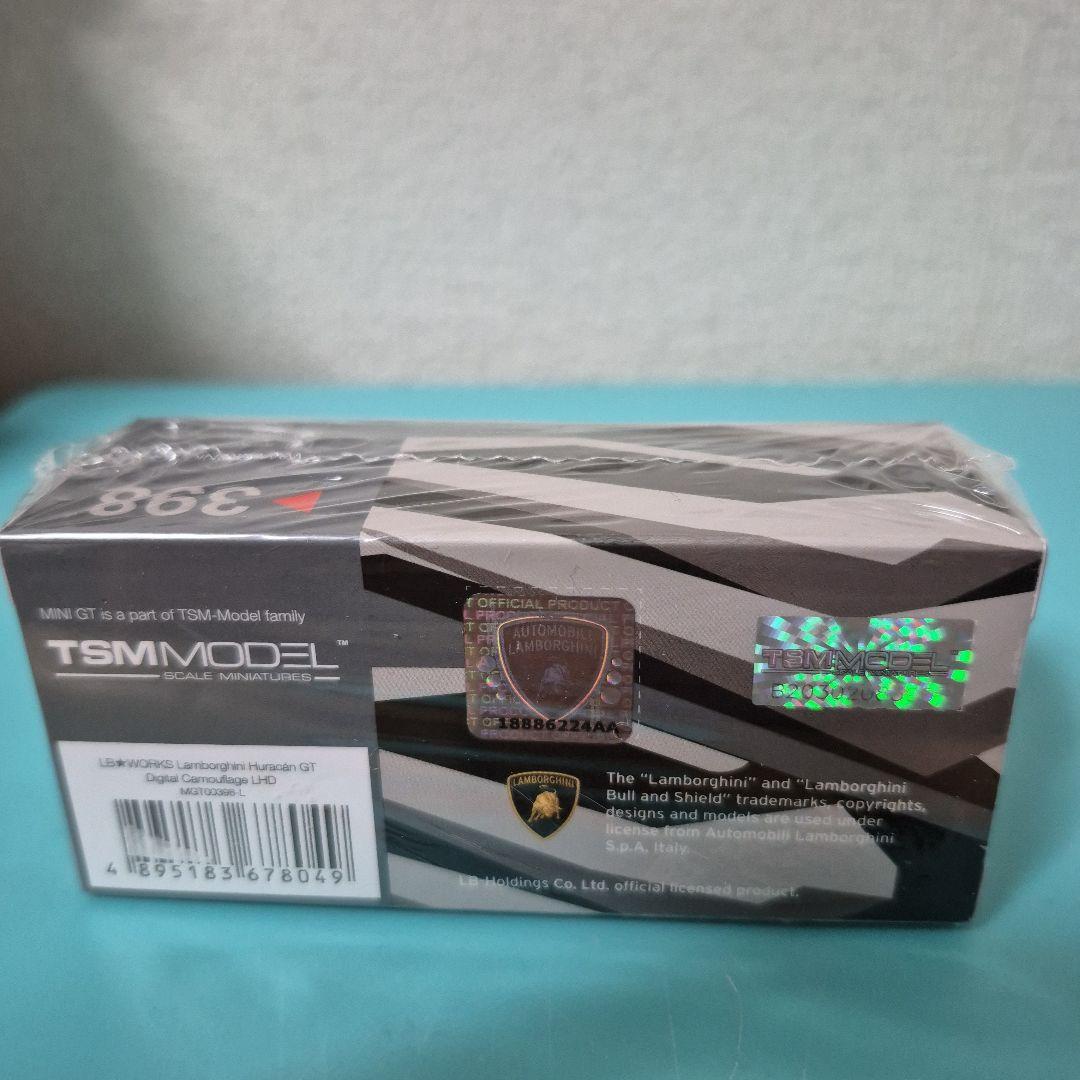 398
MINI GT is a part of TSM-Model family
TSMMODEL™
SCALE MINIATURES
LB★WORKS Lamborghini Huracán GT
Digital Camouflage LHD
MGT00398-L
4 895183 678049
OFFICIAL PRODUCT
AUTOMOBILI
LAMBORGHINI
18886224AA
TSMMODEL
LAMBORGHINI
The "Lamborghini" and "Lamborghini
Bull and Shield" trademarks, copyrights,
designs and models are used under
license from Automobili Lamborghini
S.p.A, Italy.
LB Holdings Co. Ltd. official licensed product.